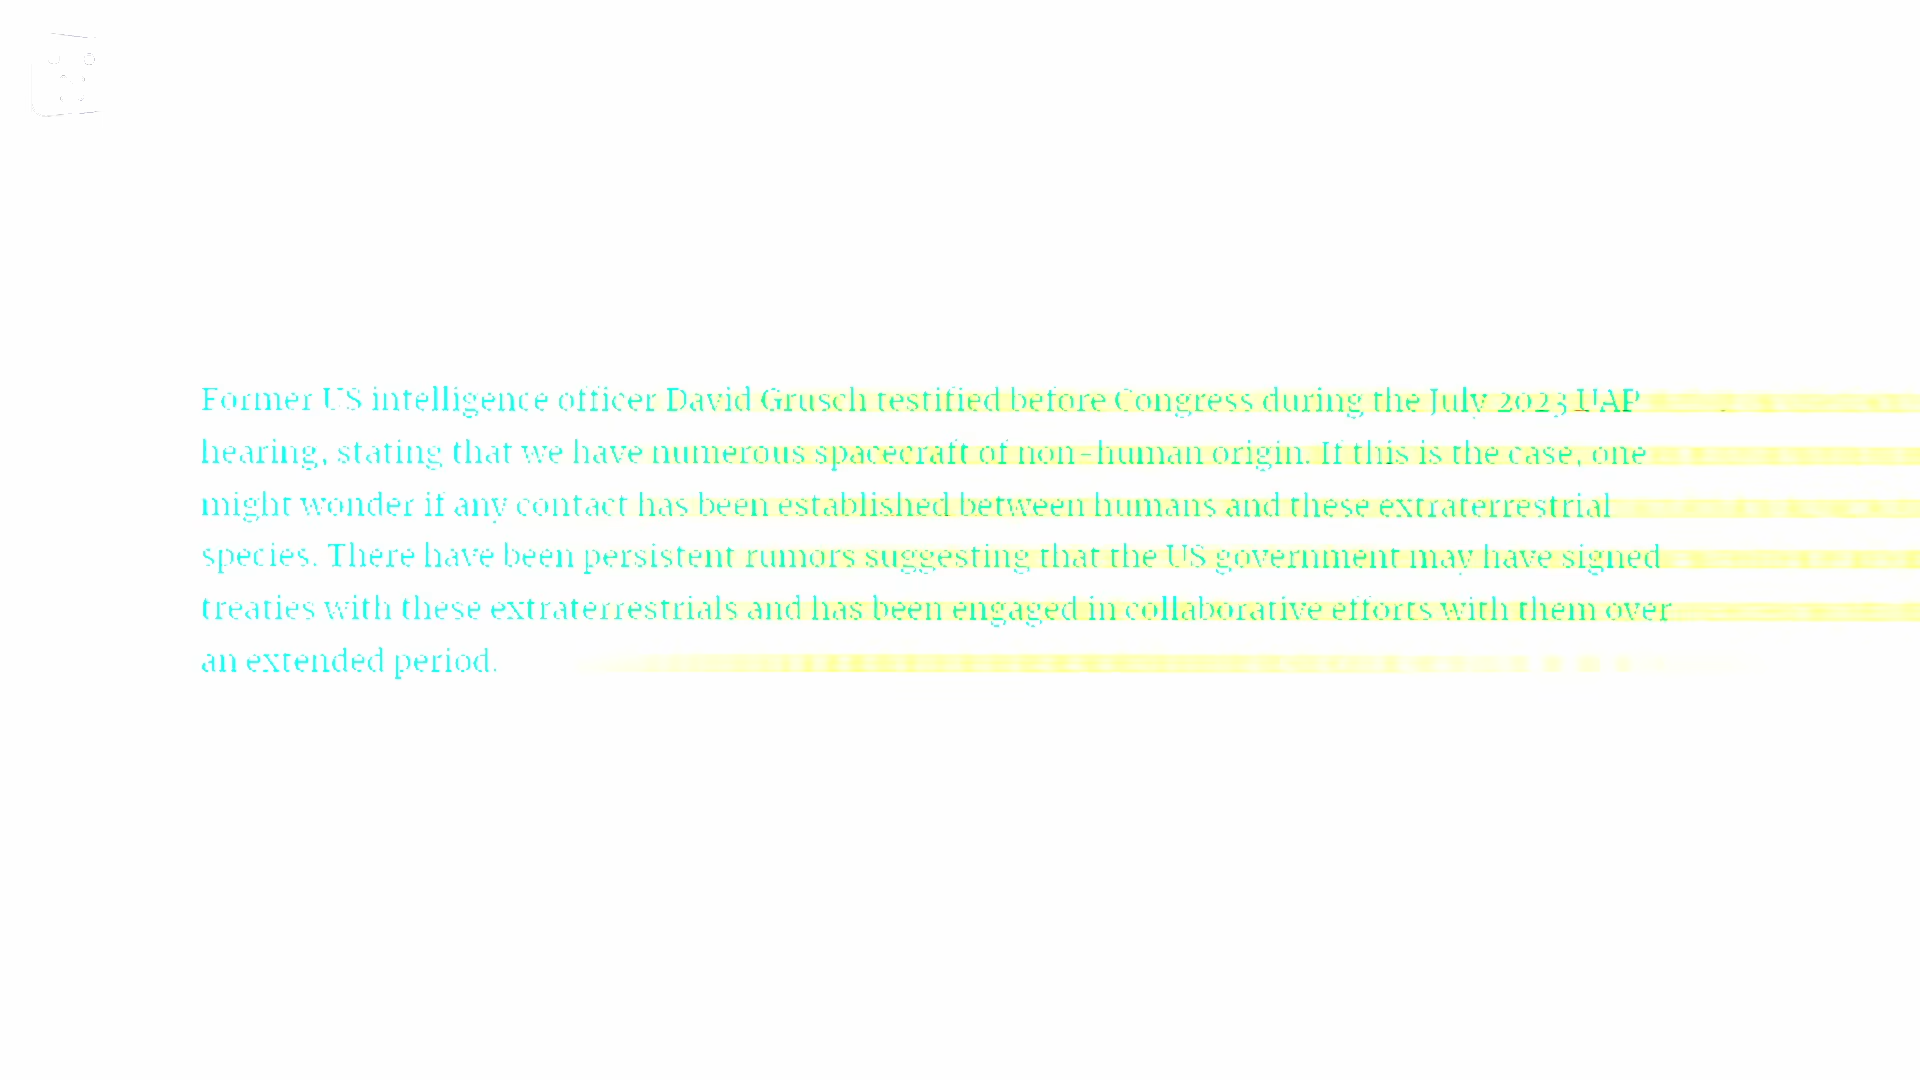 Former US intelligence officer David Grusch testified before Congress during the July 2023 UAP
hearing, stating that we have numerous spacecraft of non-human origin. If this is the case, one
might wonder if any contact has been established between humans and these extraterrestrial
species. There have been persistent rumors suggesting that the US government may have signed
treaties with these extraterrestrials and has been engaged in collaborative efforts with them over
an extended period.